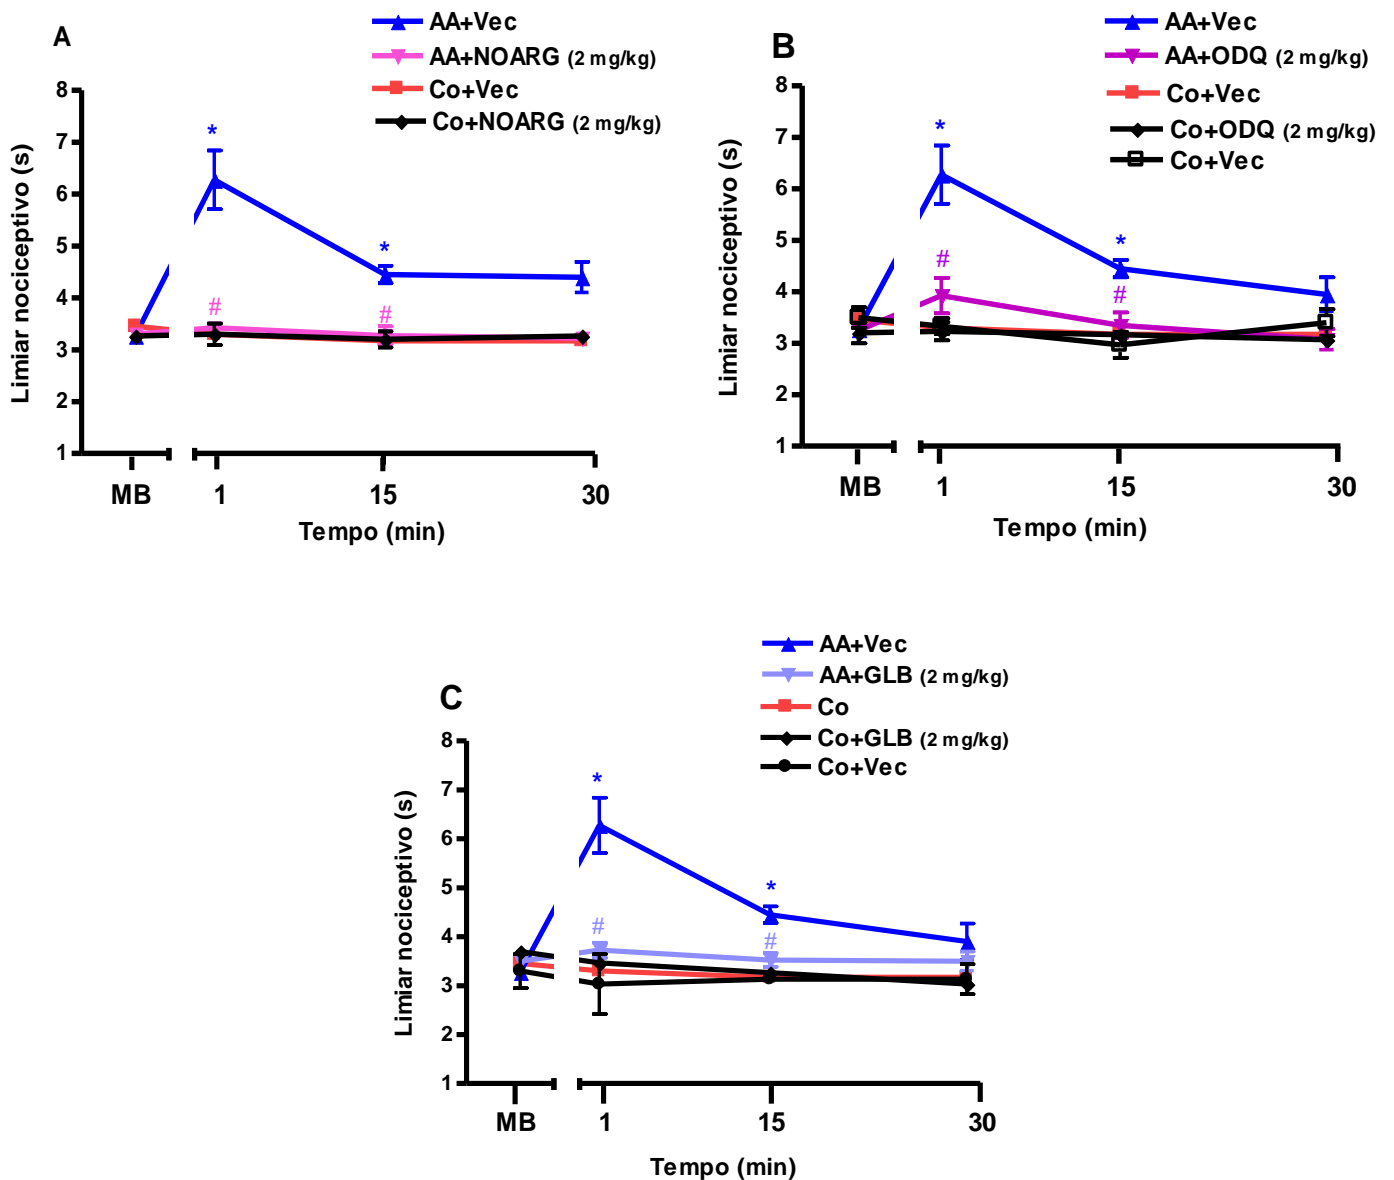 A
AA+Vec
AA+NOARG (2 mg/kg)
Co+Vec
Co+NOARG (2 mg/kg)
Limiar nociceptivo (s)
8
7
6
5
4
3
2
1
*
*
#
#
MB 1 15 30
Tempo (min)
B
AA+Vec
AA+ODQ (2 mg/kg)
Co+Vec
Co+ODQ (2 mg/kg)
Co+Vec
Limiar nociceptivo (s)
8
7
6
5
4
3
2
1
*
*
#
#
MB 1 15 30
Tempo (min)
C
AA+Vec
AA+GLB (2 mg/kg)
Co
Co+GLB (2 mg/kg)
Co+Vec
Limiar nociceptivo (s)
8
7
6
5
4
3
2
1
*
*
#
#
MB 1 15 30
Tempo (min)